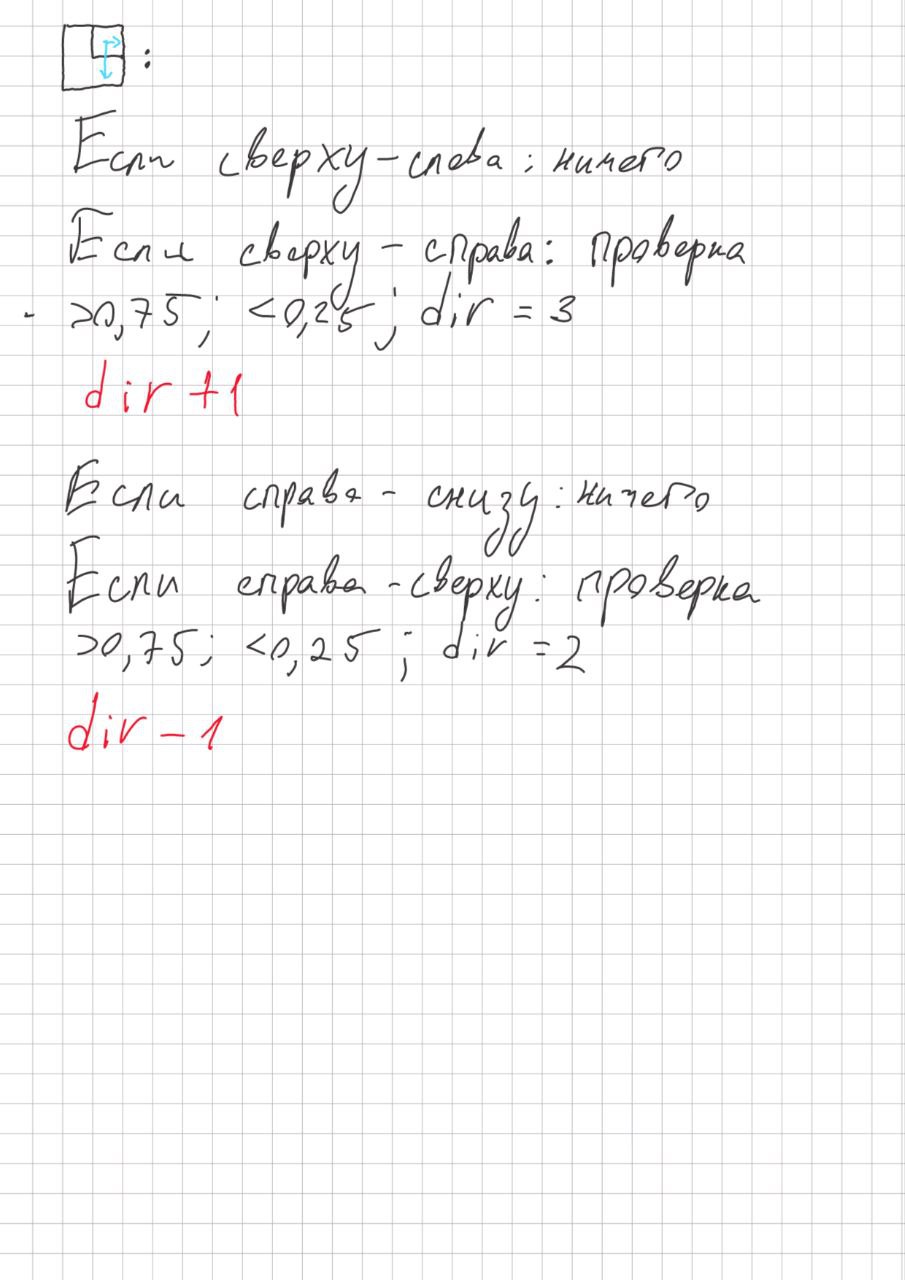 :
Если сверху-слева: ничего
Если сверху - справа: проверка
>0,75; <0,25; dir = 3
dir +1
Если справа - снизу: ничего
Если справа - сверху: проверка
>0,75; <0,25; dir = 2
dir - 1